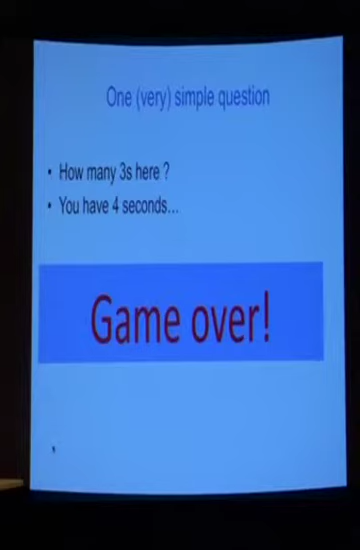 One (very) simple question
• How many 3s here ?
• You have 4 seconds...
Game over!